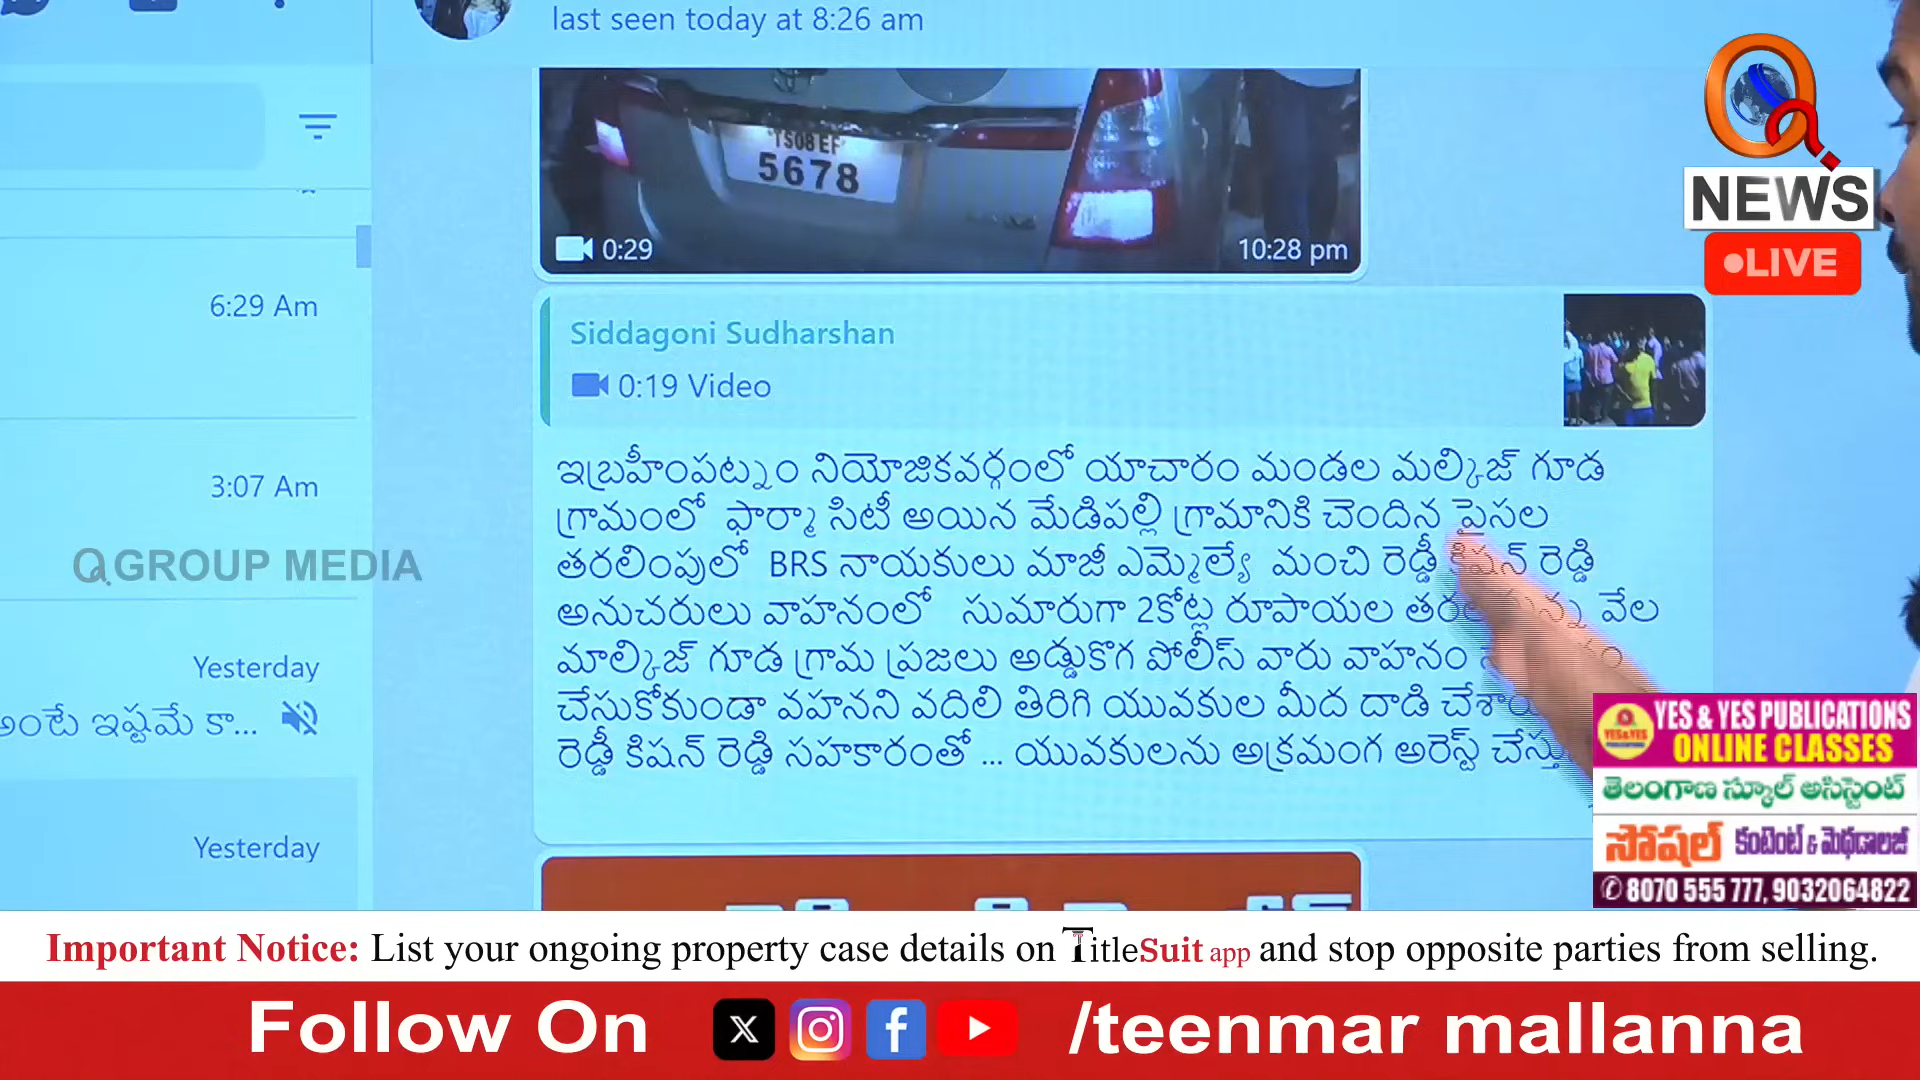 last seen today at 8:26 am
TS08 EF
5678
0:29
10:28 pm
NEWS
LIVE
6:29 Am
Siddagoni Sudharshan
0:19 Video
ఇబ్రహీంపట్నం నియోజికవర్గంలో యాచారం మండల మల్కిజ్ గూడ
3:07 Am
గ్రామంలో ఫార్మా సిటీ అయిన మేడిపల్లి గ్రామానికి చెందిన పైసల
GROUP MEDIA
తరలింపులో BRS నాయకులు మాజీ ఎమ్మెల్యే మంచి రెడ్డి కిషన్ రెడ్డి
అనుచరులు వాహనంలో సుమారుగా 2కోట్ల రూపాయల వేల
మాల్కిజ్ గూడ గ్రామ ప్రజలు అడ్డుకొగ పోలీస్ వారు వాహనం
Yesterday
చేసుకోకుండా వహనని వదిలి తిరిగి యువకుల మీద దాడి
అంటే ఇష్టమే కా...
రెడ్డి కిషన్ రెడ్డి సహకారంతో ... యువకులను అక్రమంగ అరెస్ట్
Yesterday
YES & YES PUBLICATIONS
ONLINE CLASSES
తెలంగాణ స్కూల్ అసిస్టెంట్
సోషల్ కంటెంట్ & మెథడాలజీ
8070 555 777, 9032064822
Important Notice: List your ongoing property case details on TitleSuit app and stop opposite parties from selling.
Follow On /teenmar mallanna